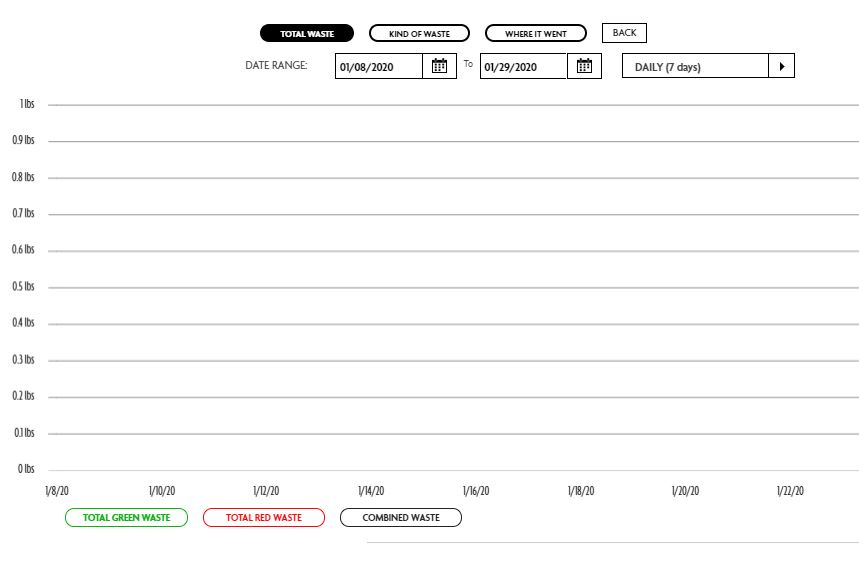 TOTAL WASTE KIND OF WASTE WHERE IT WENT BACK
DATE RANGE: 01/08/2020 To 01/29/2020 DAILY (7 days)
1 lbs
0.9 lbs
0.8 lbs
0.7 lbs
0.6 lbs
0.5 lbs
0.4 lbs
0.3 lbs
0.2 lbs
0.1 lbs
0 lbs
1/8/20 1/10/20 1/12/20 1/14/20 1/16/20 1/18/20 1/20/20 1/22/20
TOTAL GREEN WASTE TOTAL RED WASTE COMBINED WASTE